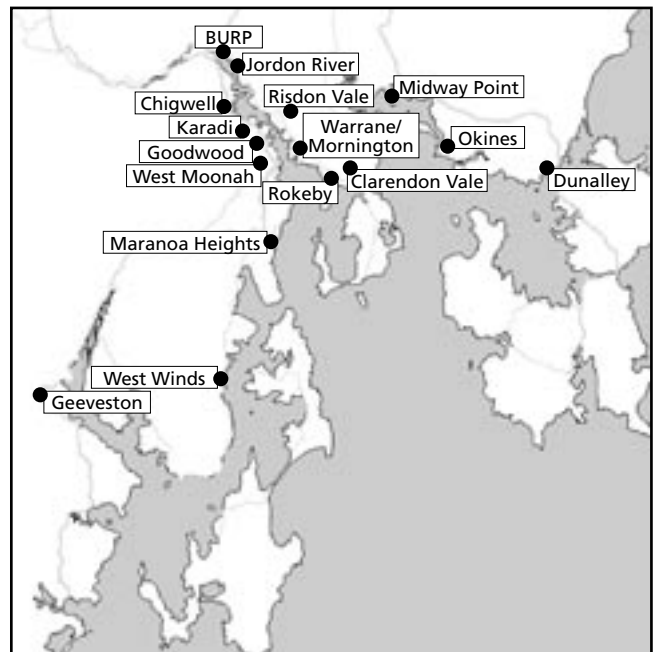 BURP
Jordon River
Midway Point
Chigwell
Risdon Vale
Karadi
Warrane/
Mornington
Okines
Goodwood
West Moonah
Rokeby
Clarendon Vale
Dunalley
Maranoa Heights
West Winds
Geeveston